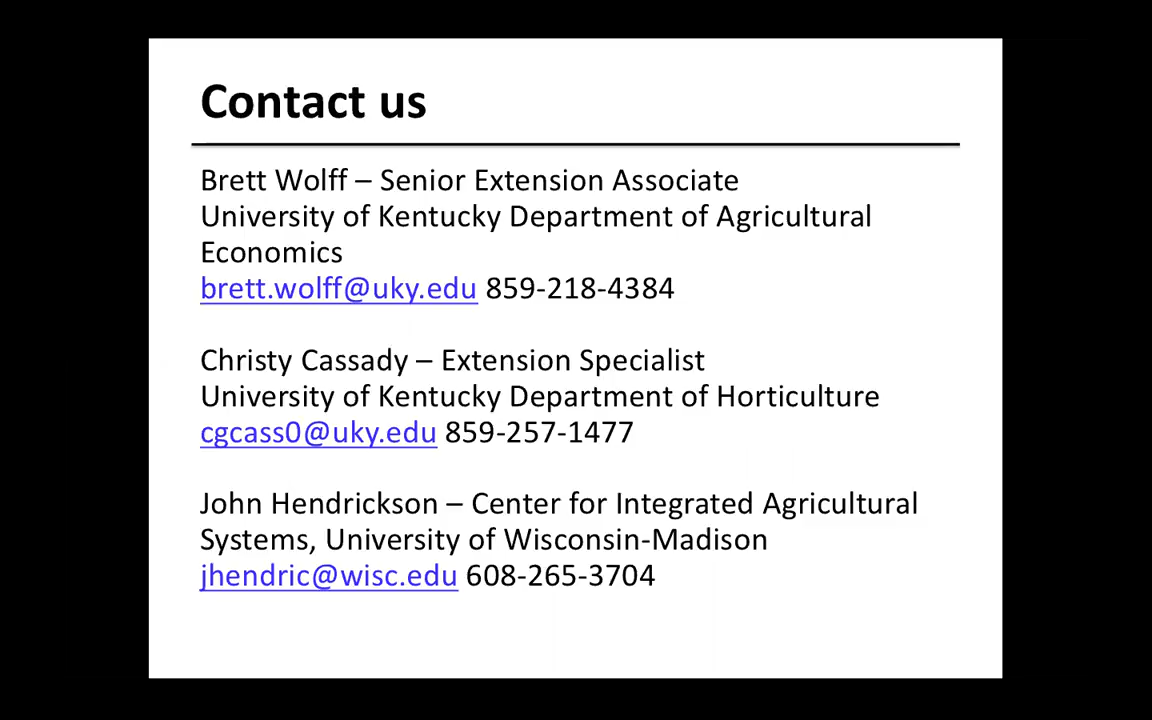 Contact us
Brett Wolff – Senior Extension Associate
University of Kentucky Department of Agricultural
Economics
brett.wolff@uky.edu 859-218-4384
Christy Cassady – Extension Specialist
University of Kentucky Department of Horticulture
cgcass0@uky.edu 859-257-1477
John Hendrickson – Center for Integrated Agricultural
Systems, University of Wisconsin-Madison
jhendric@wisc.edu 608-265-3704